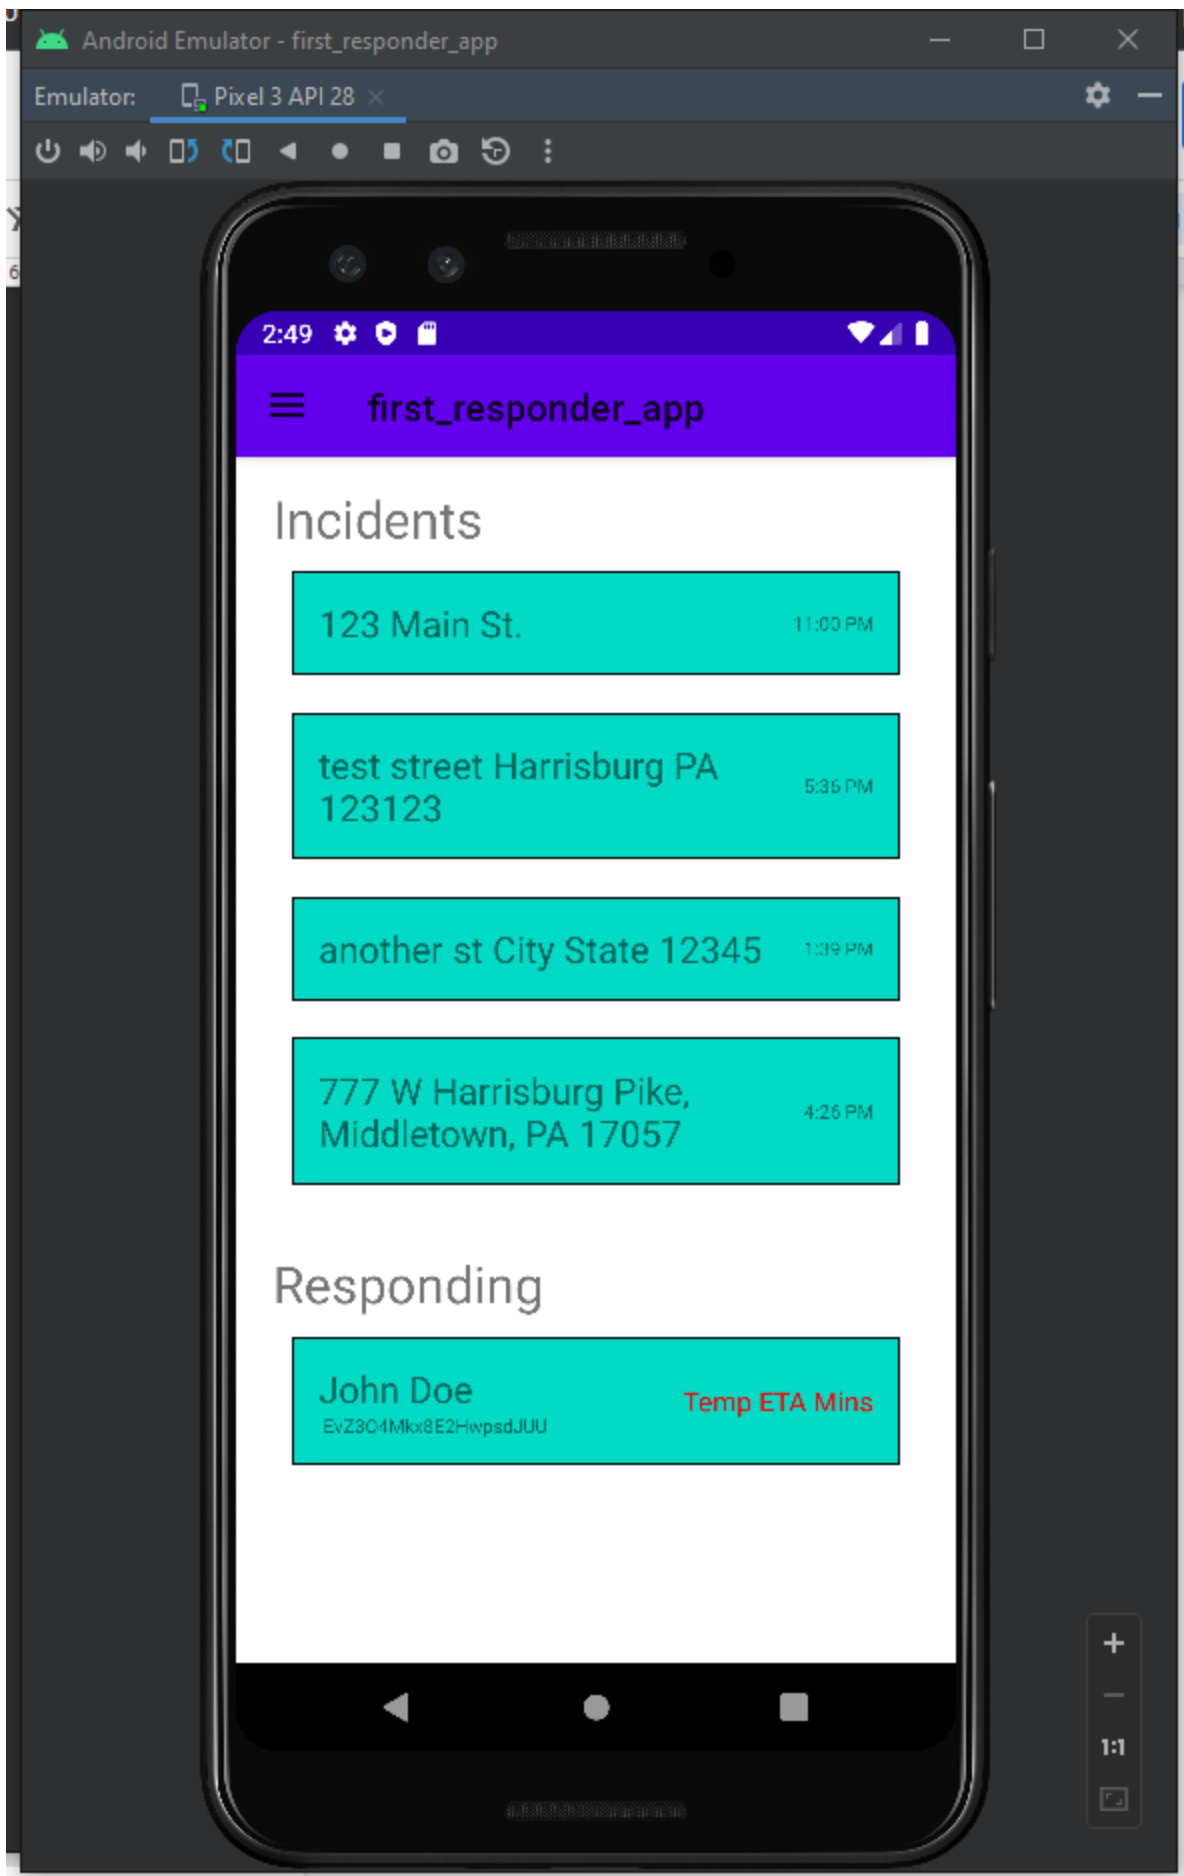 Android Emulator - first_responder_app
Emulator: Pixel 3 API 28
2:49
first_responder_app
Incidents
123 Main St. 11:00 PM
test street Harrisburg PA
123123
5:36 PM
another st City State 12345 1:39 PM
777 W Harrisburg Pike,
Middletown, PA 17057
4:26 PM
Responding
John Doe
EvZ3O4Mkx8E2HwpsdJUU
Temp ETA Mins
1:1